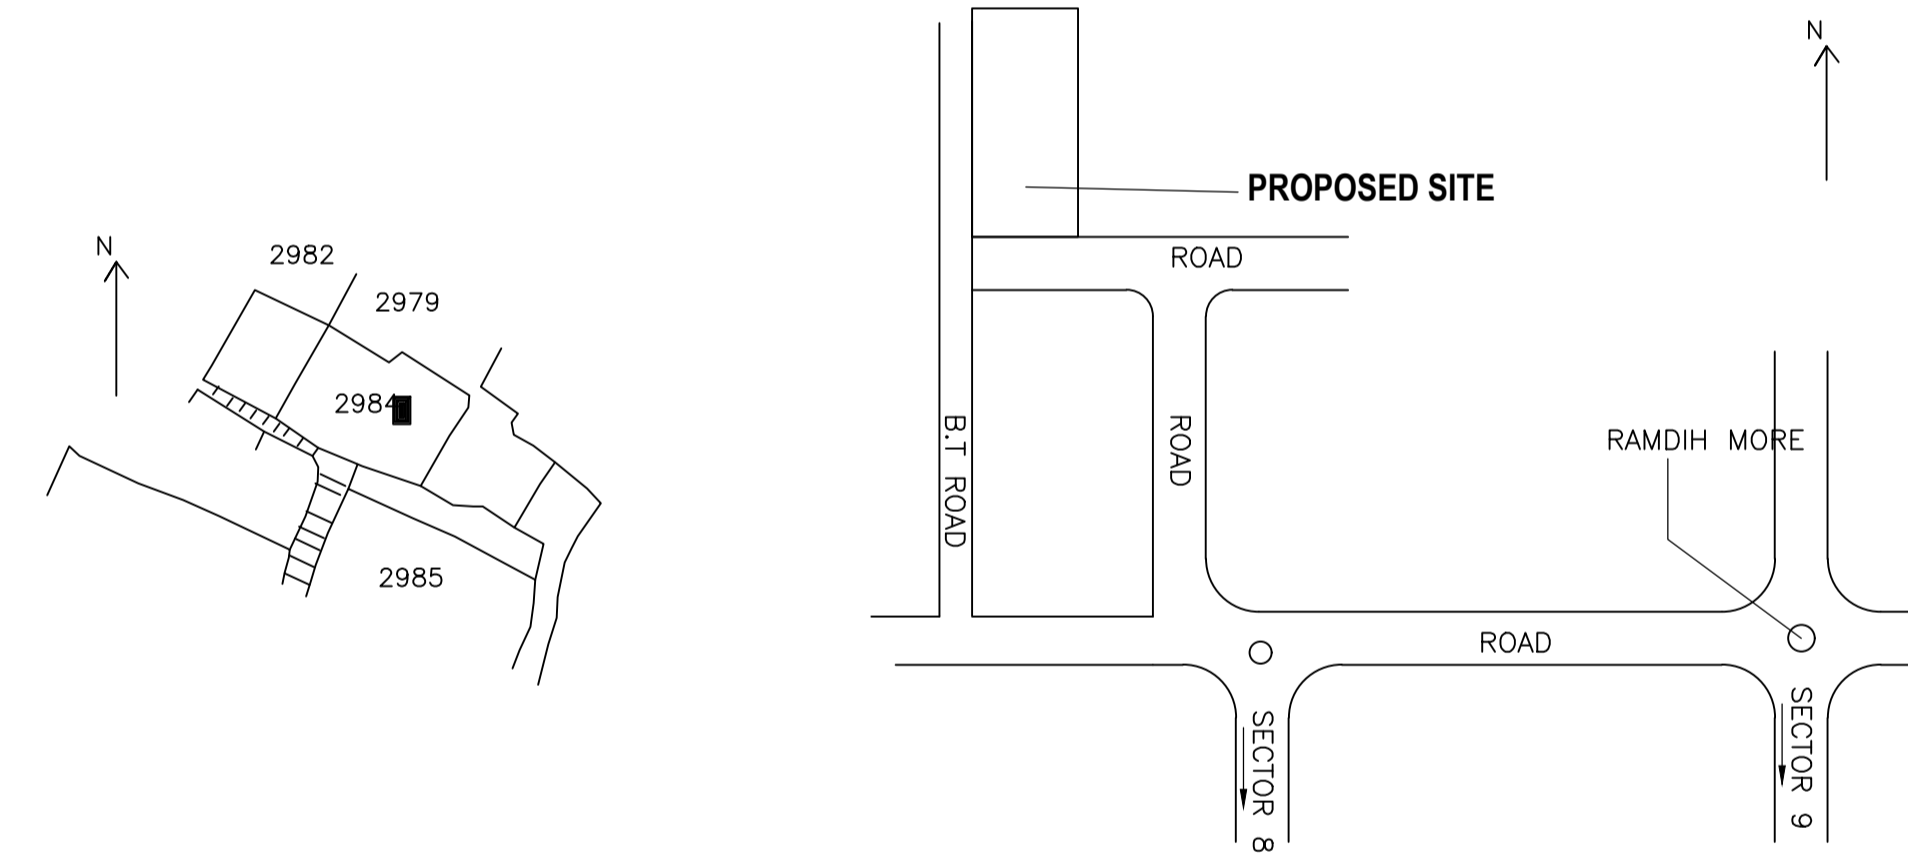 N
2982
2979
2984
2985
N
PROPOSED SITE
ROAD
B.T ROAD
ROAD
RAMDIH MORE
ROAD
SECTOR 8
SECTOR 9